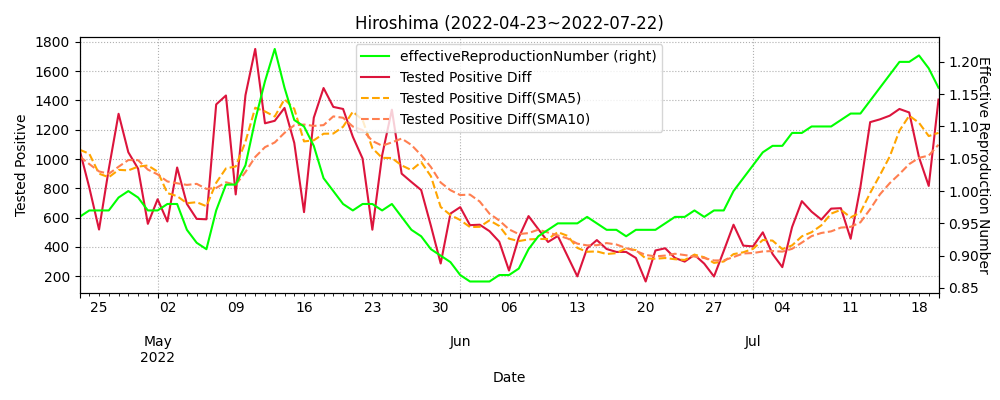 Hiroshima (2022-04-23~2022-07-22)
effectiveReproductionNumber (right)
Tested Positive Diff
Tested Positive Diff(SMA5)
Tested Positive Diff(SMA10)
Tested Positive
1800
1600
1400
1200
1000
800
600
400
200
Effective Reproduction Number
1.20
1.15
1.10
1.05
1.00
0.95
0.90
0.85
25 02 09 16 23 30 06 13 20 27 04 11 18
May Jun Jul
2022
Date